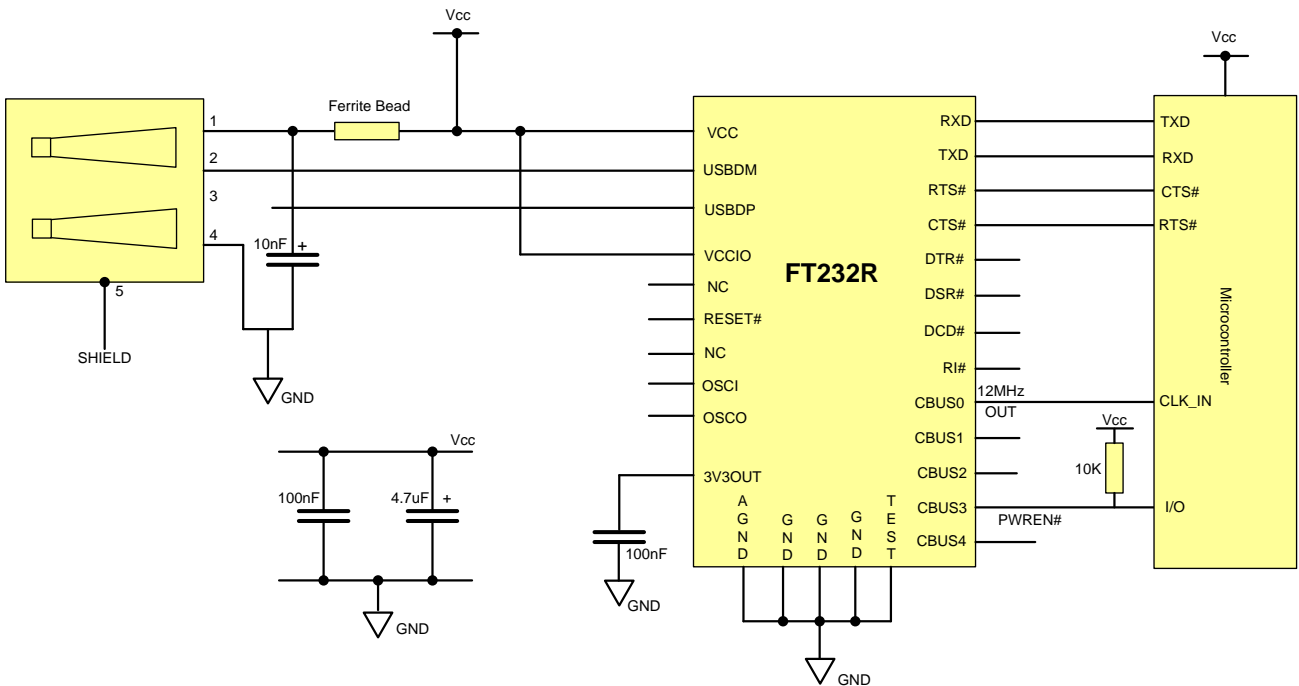 Vcc
Vcc
Ferrite Bead
1
2
3
4
5
SHIELD
10nF +
GND
VCC
USBDM
USBDP
VCCIO
NC
RESET#
NC
OSCI
OSCO
3V3OUT
FT232R
RXD
TXD
RTS#
CTS#
DTR#
DSR#
DCD#
RI#
CBUS0
CBUS1
CBUS2
CBUS3
CBUS4
AGND
GND
GND
GND
TEST
12MHz
OUT
Vcc
10K
PWREN#
TXD
RXD
CTS#
RTS#
Microcontroller
CLK_IN
I/O
Vcc
100nF
4.7uF +
GND
100nF
GND
GND